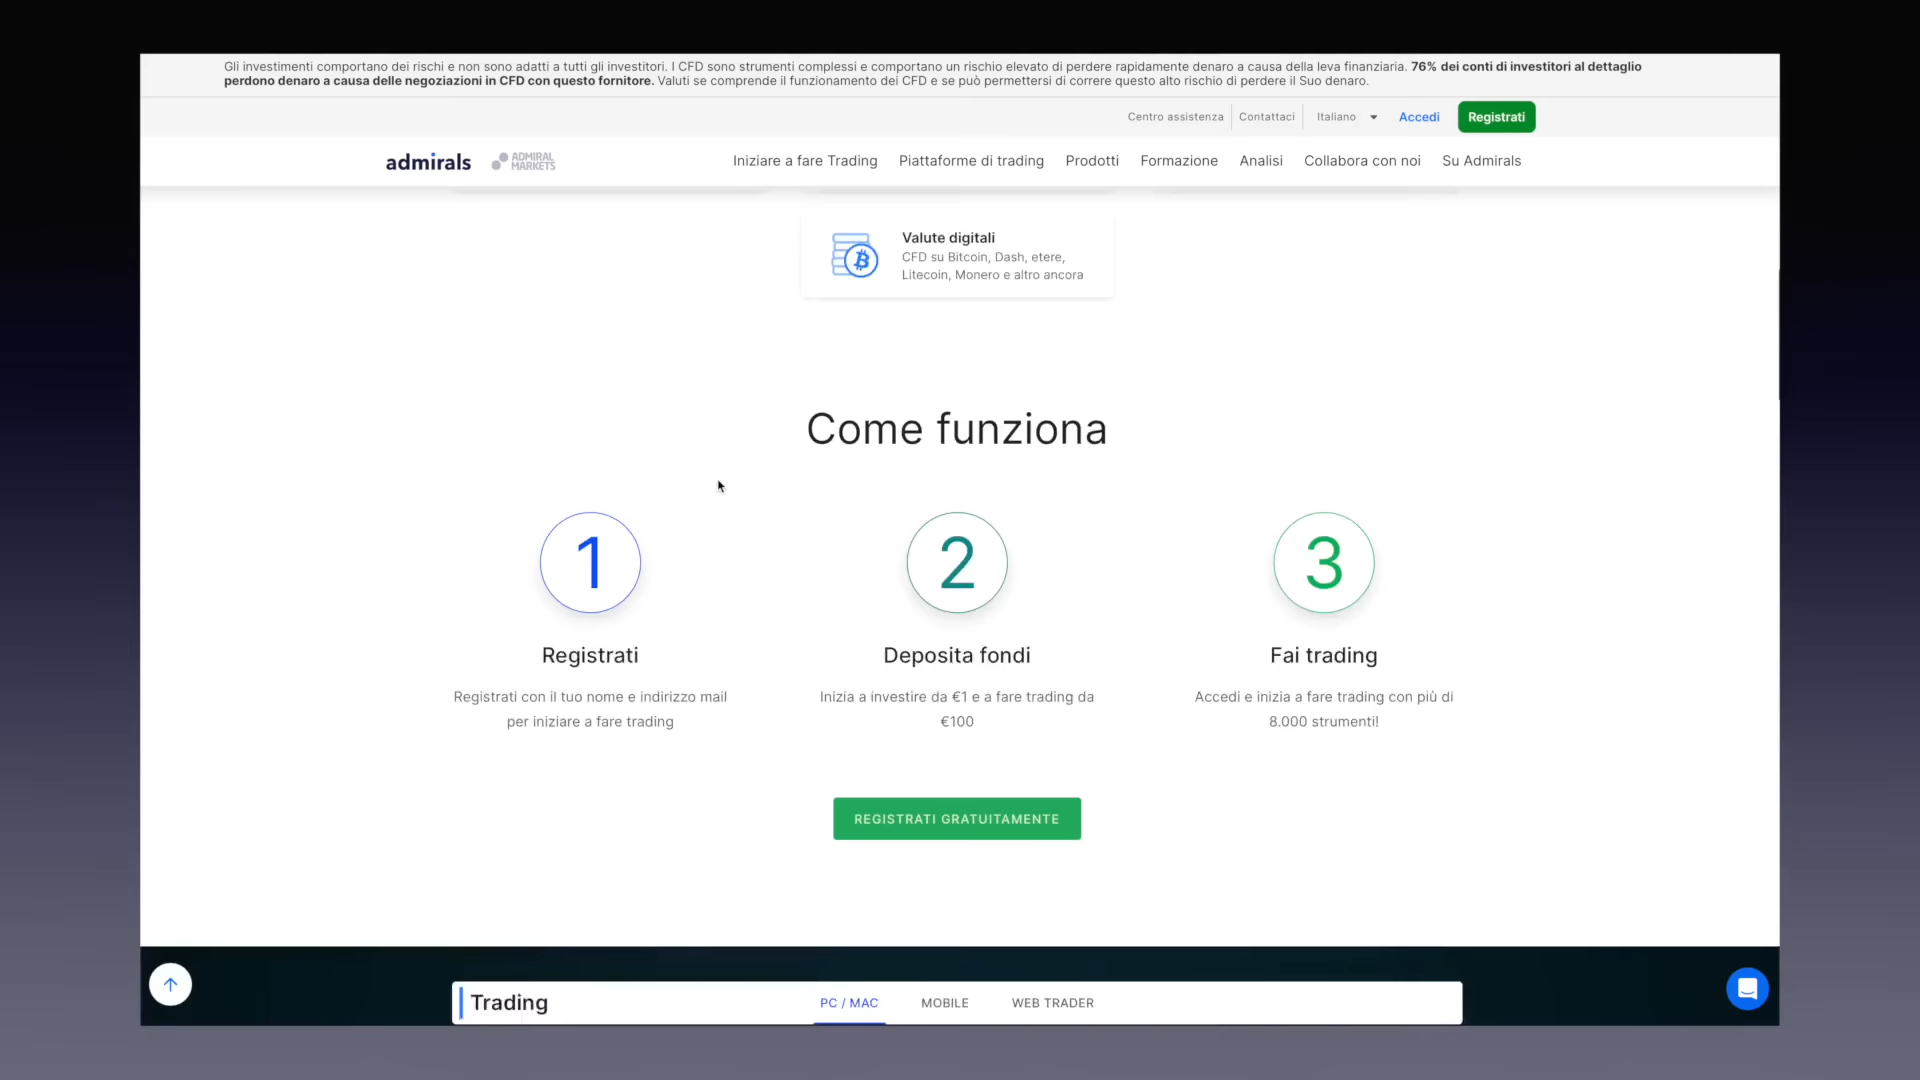 Gli investimenti comportano dei rischi e non sono adatti a tutti gli investitori. I CFD sono strumenti complessi e comportano un rischio elevato di perdere rapidamente denaro a causa della leva finanziaria. 76% dei conti di investitori al dettaglio
perdono denaro a causa delle negoziazioni in CFD con questo fornitore. Valuti se comprende il funzionamento dei CFD e se può permettersi di correre questo alto rischio di perdere il Suo denaro.
Centro assistenza Contattaci Italiano Accedi Registrati
admirals ADMIRAL MARKETS Iniziare a fare Trading Piattaforme di trading Prodotti Formazione Analisi Collabora con noi Su Admirals
Valute digitali
CFD su Bitcoin, Dash, etere,
Litecoin, Monero e altro ancora
Come funziona
1 2 3
Registrati Deposita fondi Fai trading
Registrati con il tuo nome e indirizzo mail
per iniziare a fare trading
Inizia a investire da €1 e a fare trading da
€100
Accedi e inizia a fare trading con più di
8.000 strumenti!
REGISTRATI GRATUITAMENTE
Trading PC / MAC MOBILE WEB TRADER